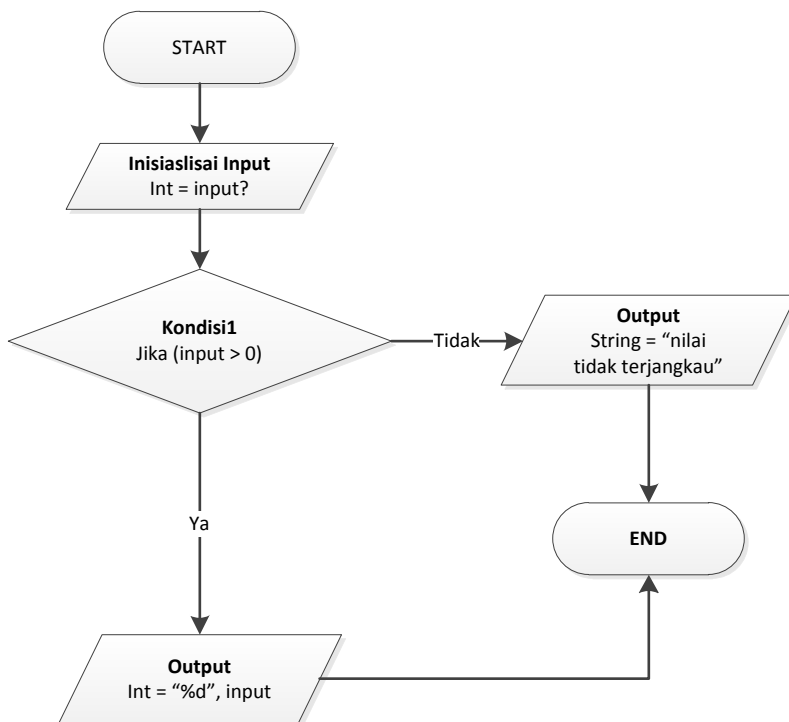 START
Inisiaslisai Input
Int = input?
Kondisi1
Jika (input > 0)
Tidak
Output
String = “nilai
tidak terjangkau”
Ya
END
Output
Int = “%d”, input